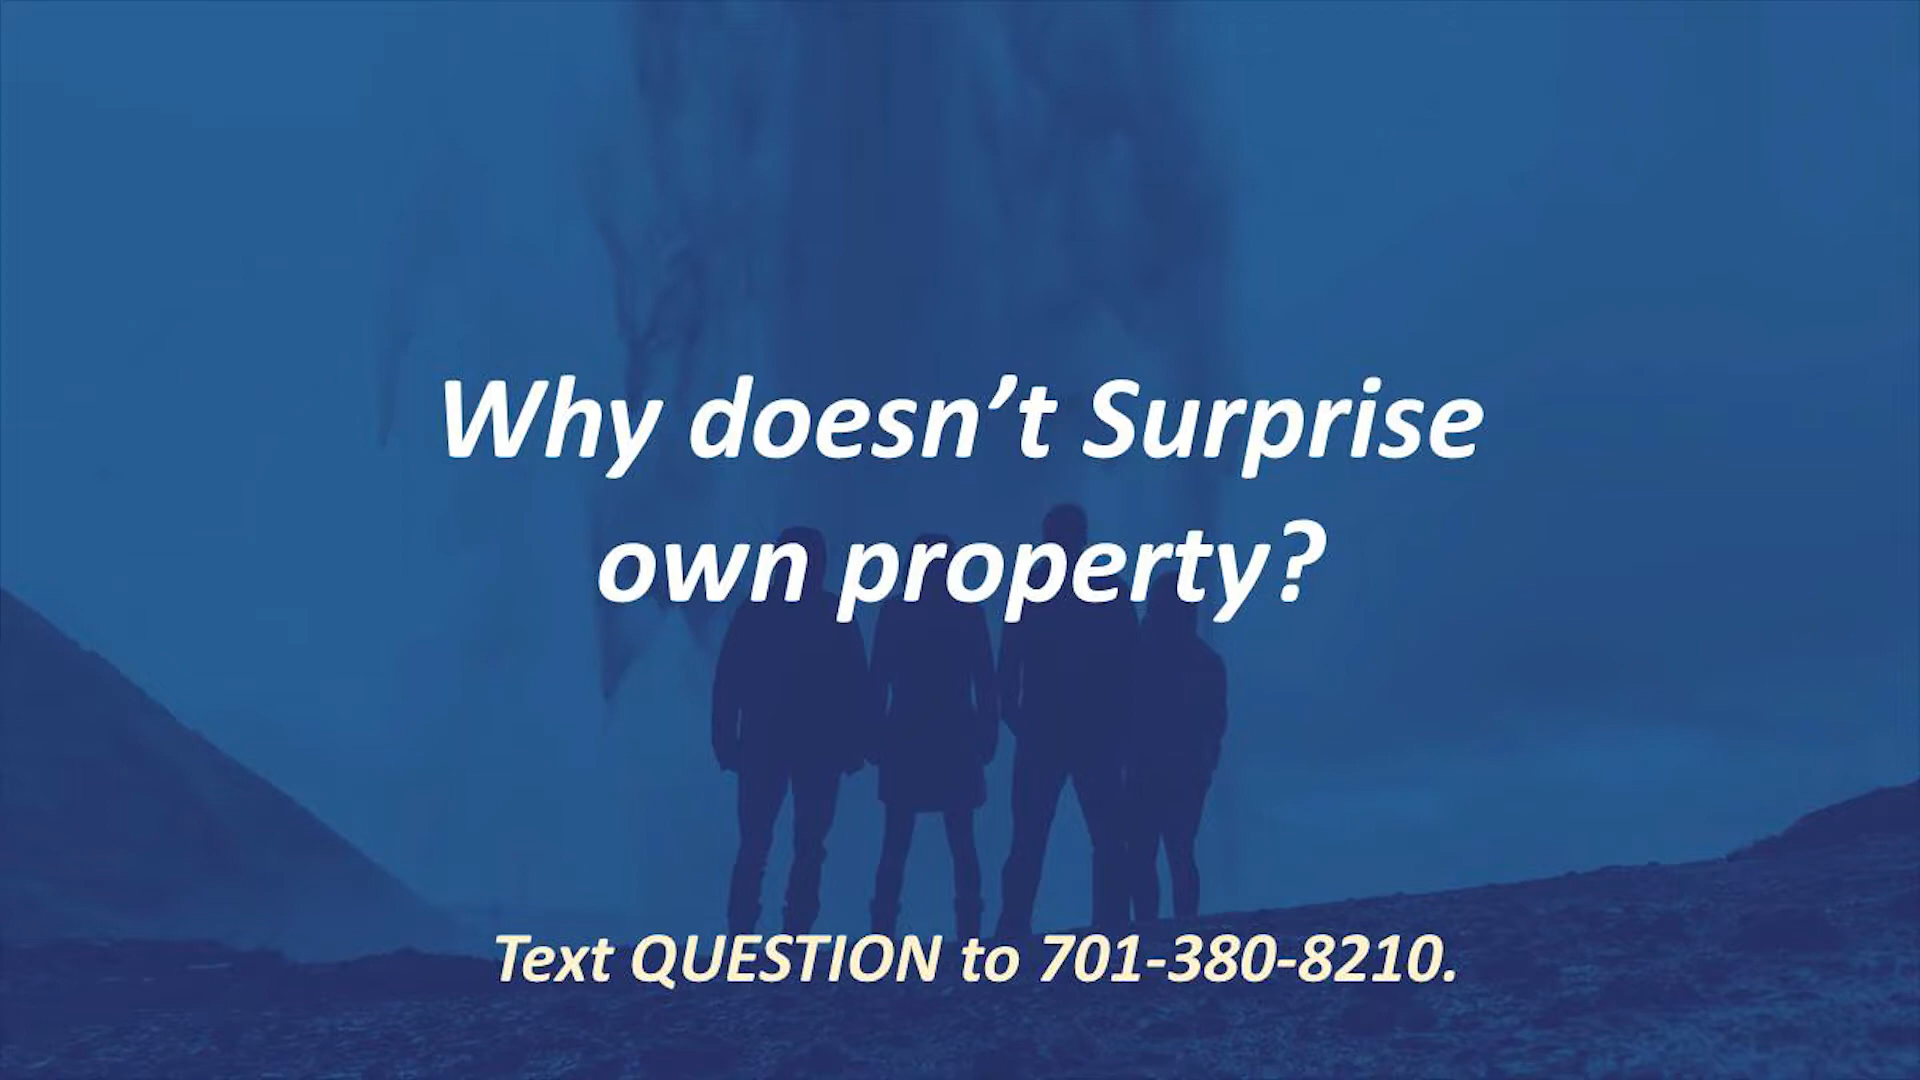 Why doesn’t Surprise
own property?
Text QUESTION to 701-380-8210.